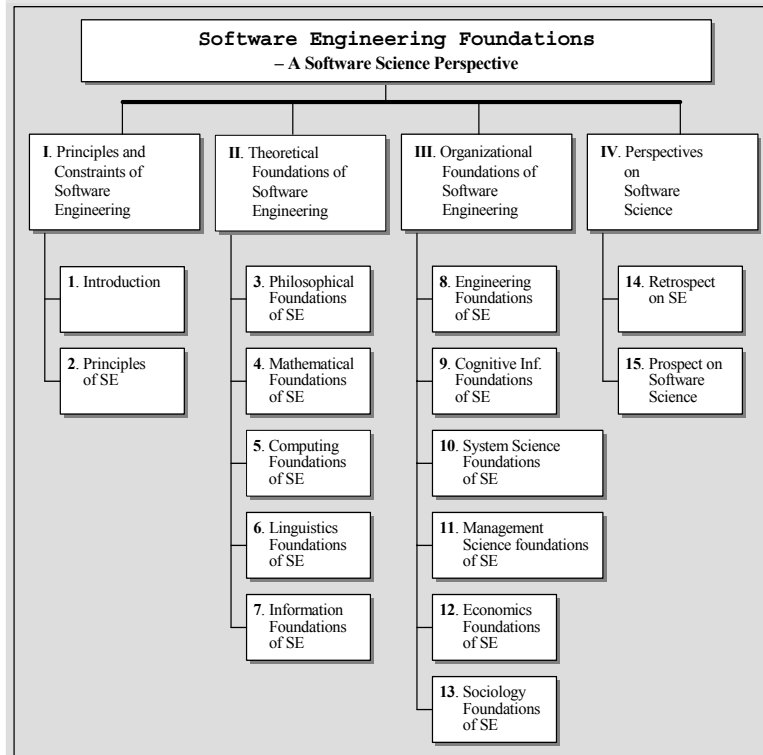 Software Engineering Foundations
– A Software Science Perspective
I. Principles and
Constraints of
Software
Engineering
1. Introduction
2. Principles
of SE
II. Theoretical
Foundations of
Software
Engineering
3. Philosophical
Foundations
of SE
4. Mathematical
Foundations
of SE
5. Computing
Foundations
of SE
6. Linguistics
Foundations
of SE
7. Information
Foundations
of SE
III. Organizational
Foundations of
Software
Engineering
8. Engineering
Foundations
of SE
9. Cognitive Inf.
Foundations
of SE
10. System Science
Foundations
of SE
11. Management
Science foundations
of SE
12. Economics
Foundations
of SE
13. Sociology
Foundations
of SE
IV. Perspectives
on
Software
Science
14. Retrospect
on SE
15. Prospect on
Software
Science